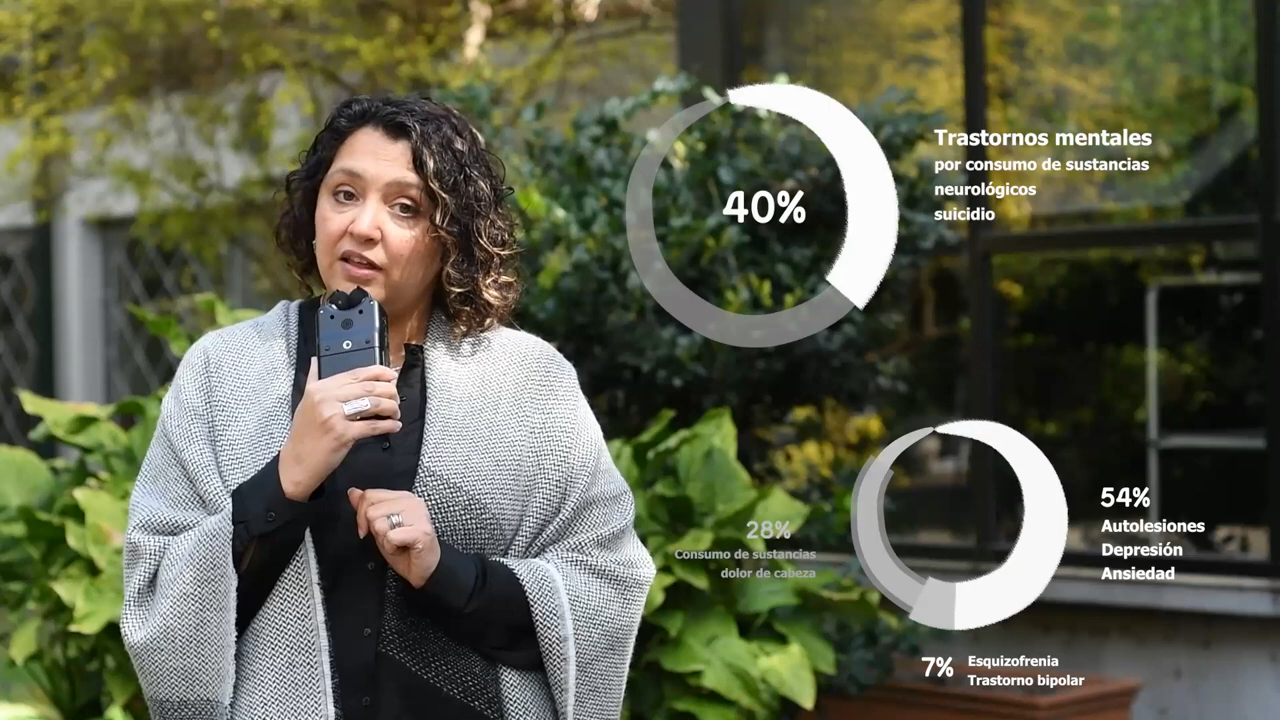 40%
Trastornos mentales
por consumo de sustancias
neurológicos
suicidio
54%
Autolesiones
Depresión
Ansiedad
28%
Consumo de sustancias
dolor de cabeza
7%
Esquizofrenia
Trastorno bipolar